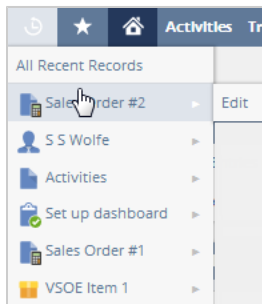 Activities Tr
All Recent Records
Sales Order #2 Edit
S S Wolfe
Activities
Set up dashboard
Sales Order #1
VSOE Item 1